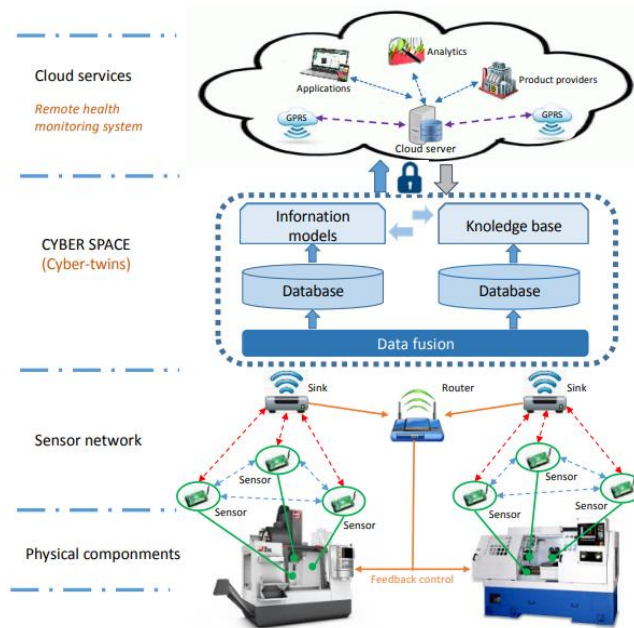 Cloud services
Remote health
monitoring system
Applications
Analytics
Product providers
GPRS
GPRS
Cloud server
CYBER SPACE
(Cyber-twins)
Infornation
models
Knoledge base
Database
Database
Data fusion
Sink
Router
Sink
Sensor network
Sensor
Sensor
Sensor
Sensor
Sensor
Sensor
Physical componments
Feedback control